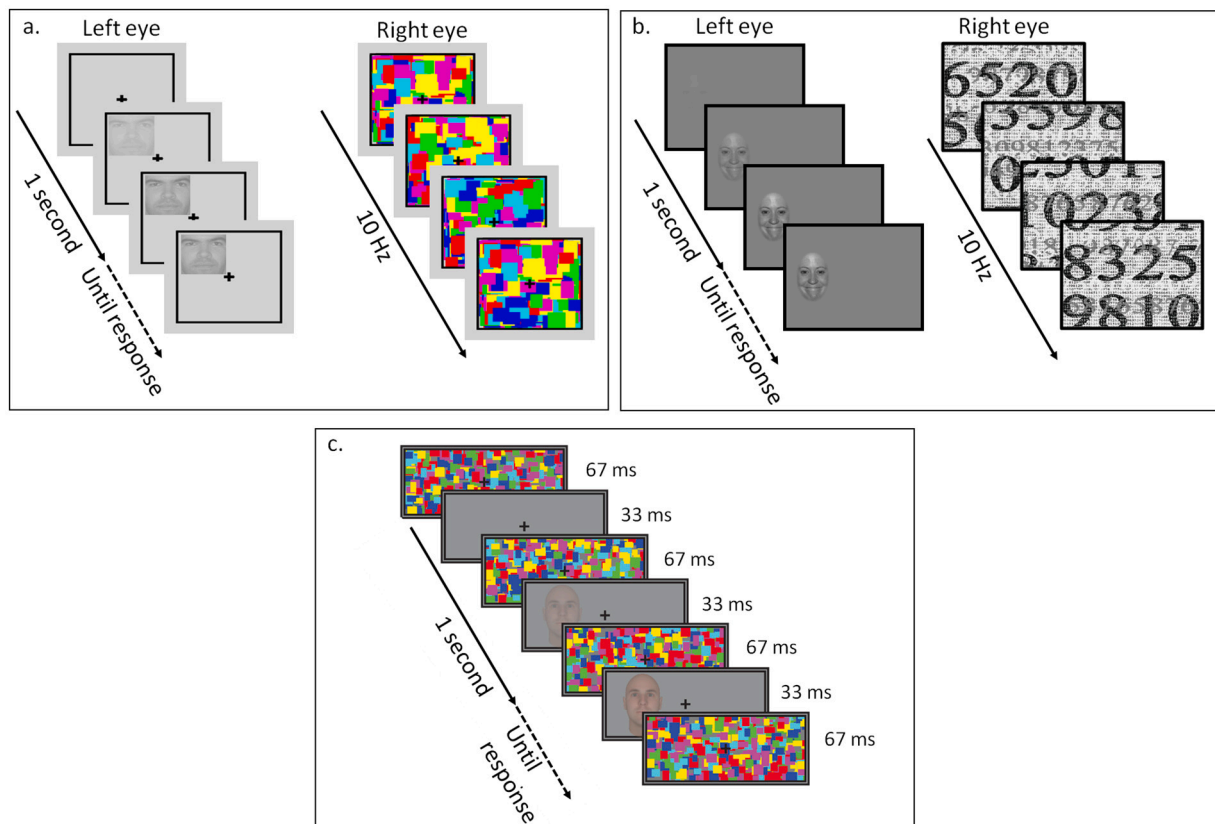 a.
Left eye
Right eye
1 second
Until response
10 Hz
b.
Left eye
Right eye
6520
8325
9810
1 second
Until response
10 Hz
c.
67 ms
33 ms
67 ms
33 ms
67 ms
33 ms
67 ms
1 second
Until
response